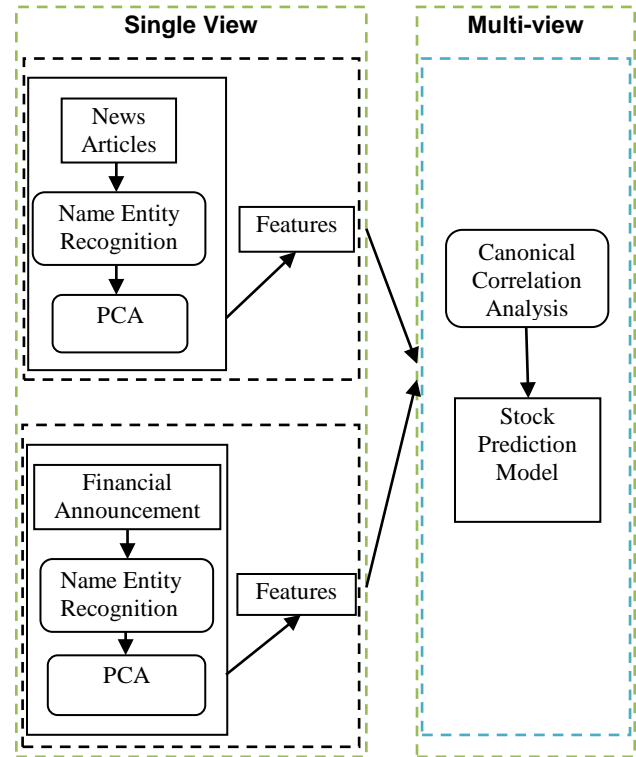 Single View
Multi-view
News
Articles
Name Entity
Recognition
PCA
Features
Canonical
Correlation
Analysis
Stock
Prediction
Model
Financial
Announcement
Name Entity
Recognition
PCA
Features